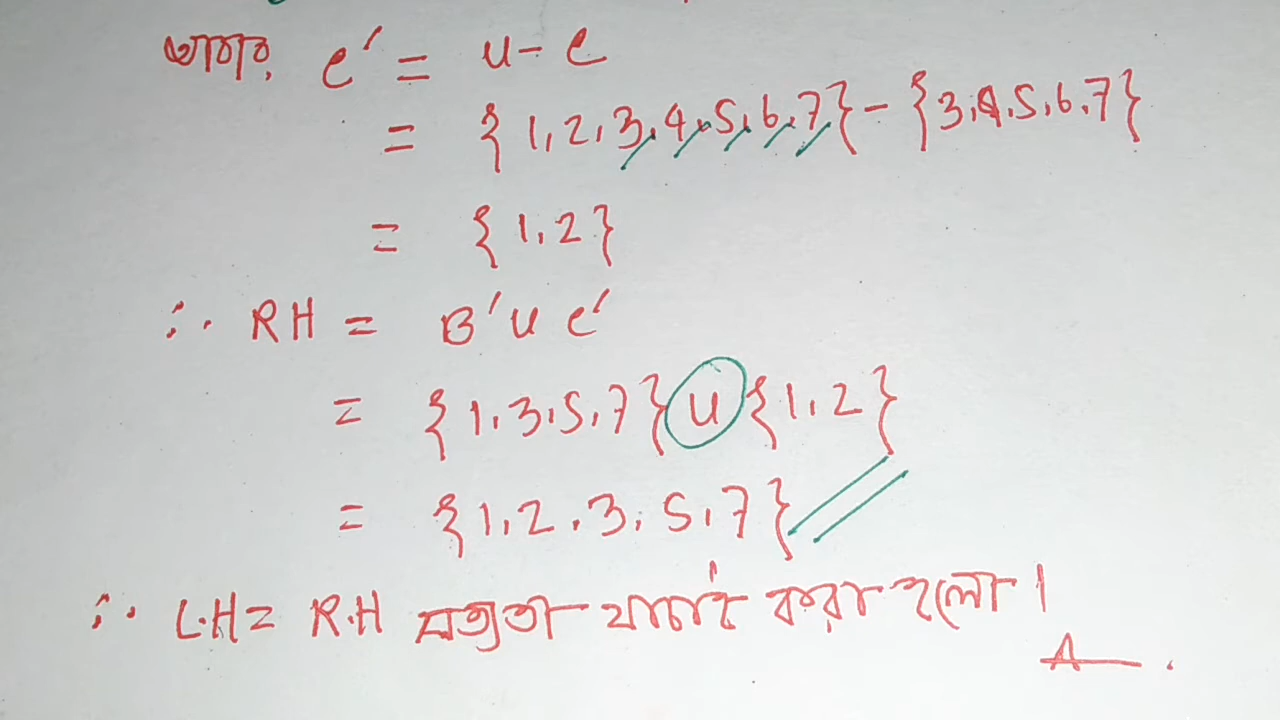 আবার, C' = U - C
= {1,2,3,4,5,6,7} - {3,4,5,6,7}
= {1,2}
∴ RH = B' U C'
= {1,3,5,7} U {1,2}
= {1,2,3,5,7}
∴ L.H = R.H সত্যতা যাচাই করা হলো।
A .